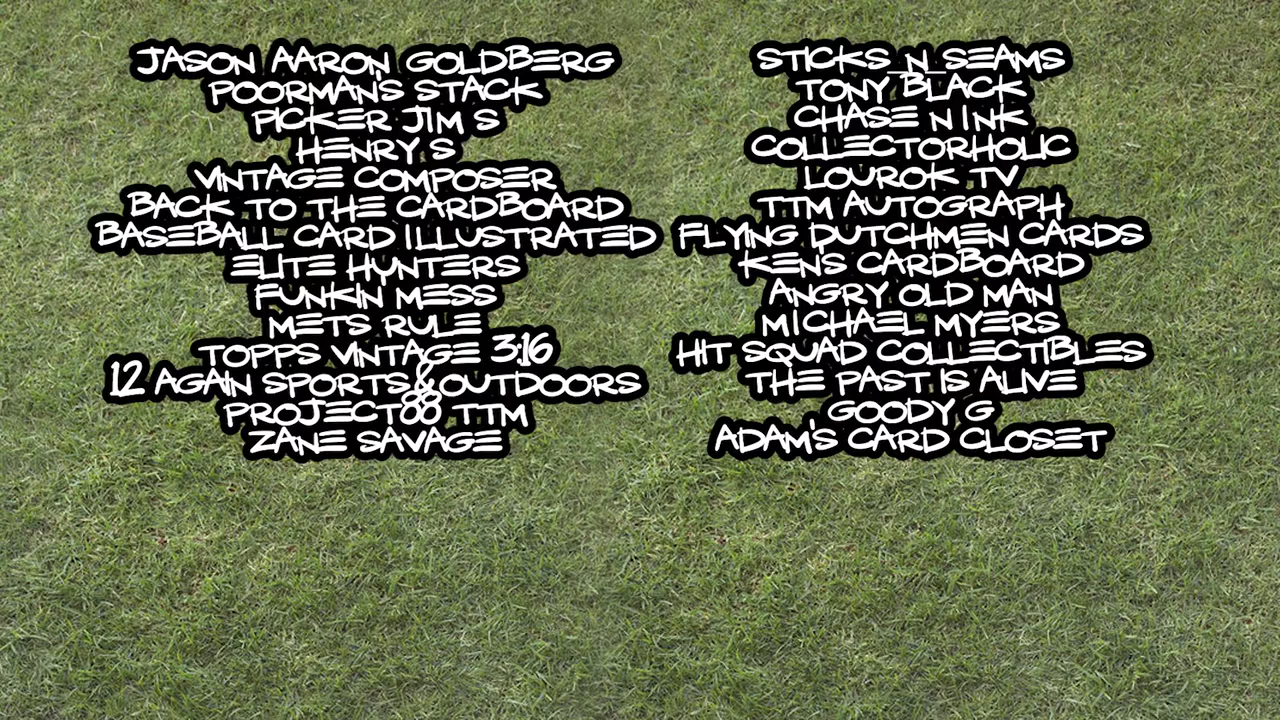 JASON AARON GOLDBERG
POORMAN'S STACK
PICKER JIM S
HENRY S
VINTAGE COMPOSER
BACK TO THE CARDBOARD
BASEBALL CARD ILLUSTRATED
ELITE HUNTERS
FUNKIN MESS
METS RULE
TOPPS VINTAGE 3:16
12 AGAIN SPORTS & OUTDOORS
PROJECT88 TTM
ZANE SAVAGE
STICKS_N_SEAMS
TONY BLACK
CHASE N INK
COLLECTORHOLIC
LOUROK TV
TTM AUTOGRAPH
FLYING DUTCHMEN CARDS
KENS CARDBOARD
ANGRY OLD MAN
MICHAEL MYERS
HIT SQUAD COLLECTIBLES
THE PAST IS ALIVE
GOODY G
ADAM'S CARD CLOSET